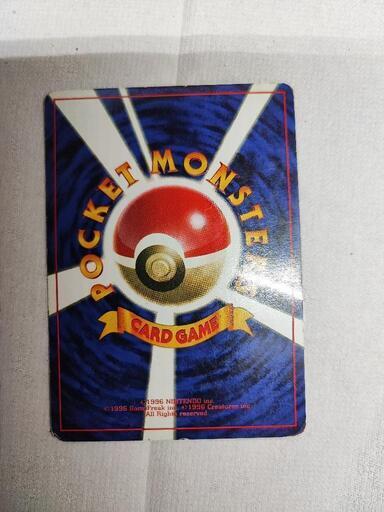 POCKET MONSTERS
CARD GAME
©1996 NINTENDO inc.
©1996 GameFreak inc. ©1996 Creatures inc.
All Rights reserved